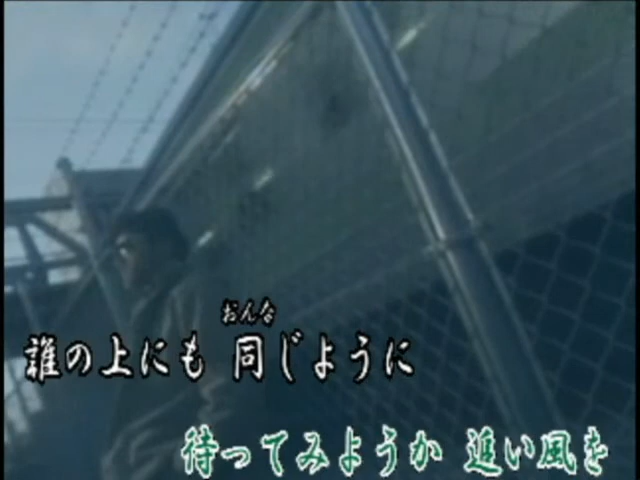 おんな
誰の上にも 同じように
待ってみようか 追い風を